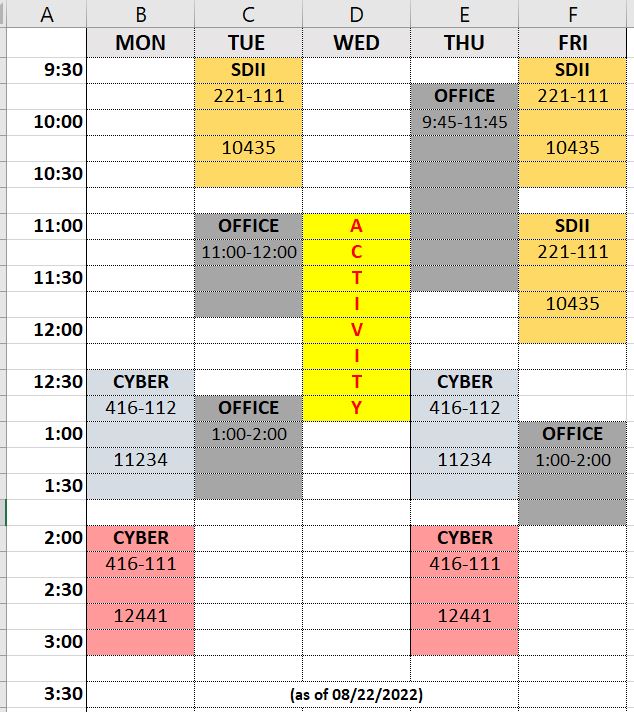 A B C D E F
MON TUE WED THU FRI
9:30 SDII SDII
221-111 OFFICE 221-111
10:00 9:45-11:45
10435 10435
10:30
11:00 OFFICE A SDII
11:00-12:00 C 221-111
11:30 T
I 10435
12:00 V
I
12:30 CYBER T CYBER
416-112 OFFICE Y 416-112
1:00 1:00-2:00 OFFICE
11234 11234 1:00-2:00
1:30
2:00 CYBER CYBER
416-111 416-111
2:30
12441 12441
3:00
3:30 (as of 08/22/2022)